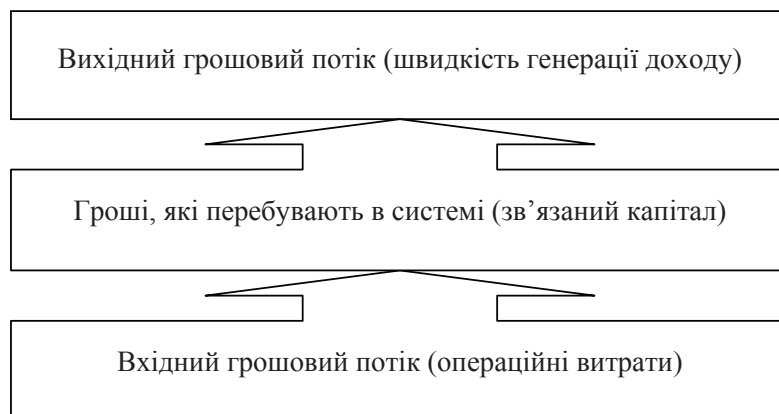 Вихідний грошовий потік (швидкість генерації доходу)
Гроші, які перебувають в системі (зв’язаний капітал)
Вхідний грошовий потік (операційні витрати)